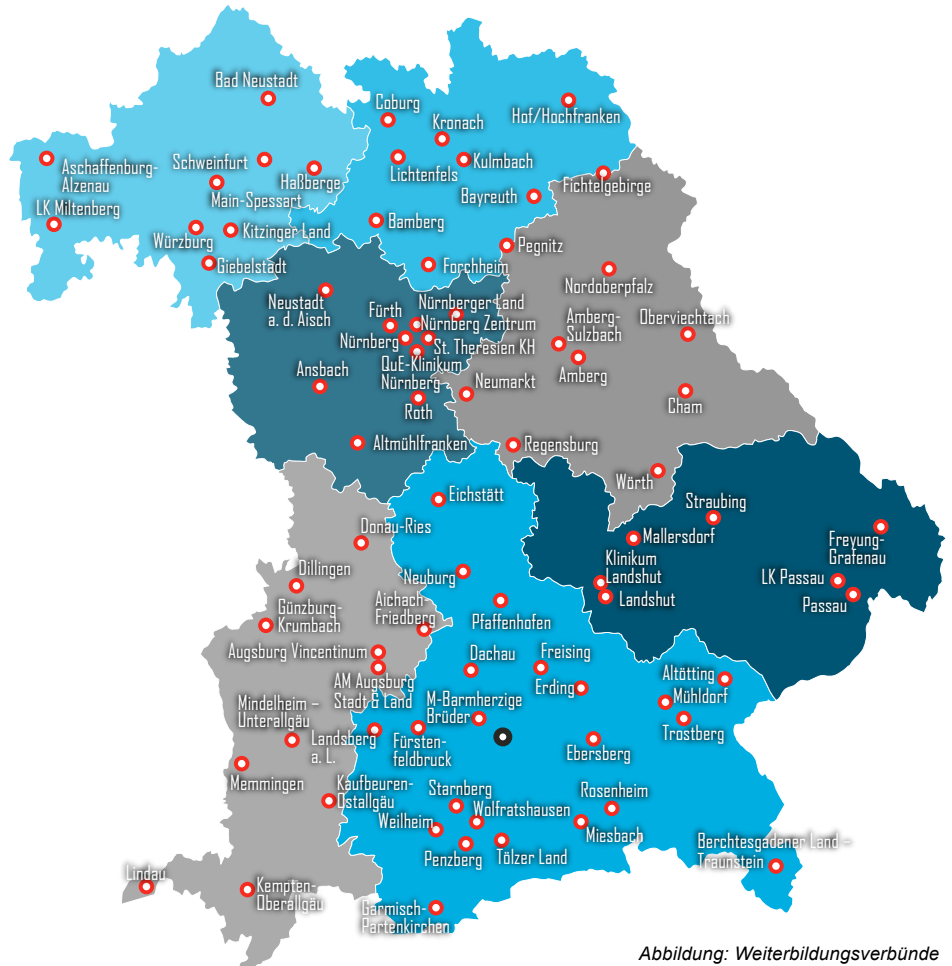 Bad Neustadt
Coburg
Hof/Hochfranken
Kronach
Aschaffenburg-
Alzenau
Schweinfurt
Haßberge
Lichtenfels
Kulmbach
Fichtelgebirge
Main-Spessart
Bayreuth
LK Miltenberg
Würzburg
Kitzinger Land
Bamberg
Giebelstadt
Forchheim
Pegnitz
Nordoberpfalz
Neustadt
a. d. Aisch
Fürth
Nürnberger Land
Nürnberg Zentrum
Nürnberg
St. Theresien KH
QuE-Klinikum
Nürnberg
Amberg-
Sulzbach
Oberviechtach
Amberg
Ansbach
Neumarkt
Roth
Cham
Altmühlfranken
Regensburg
Wörth
Eichstätt
Straubing
Donau-Ries
Mallersdorf
Freyung-
Grafenau
Dillingen
Neuburg
Klinikum
Landshut
LK Passau
Landshut
Passau
Günzburg-
Krumbach
Aichach-
Friedberg
Pfaffenhofen
Augsburg Vincentinum
Dachau
Freising
Altötting
AM Augsburg
Stadt & Land
Erding
Mühldorf
M-Barmherzige
Brüder
Trostberg
Mindelheim –
Unterallgäu
Landsberg
a. L.
Fürsten-
feldbruck
Ebersberg
Memmingen
Kaufbeuren-
Ostallgäu
Starnberg
Rosenheim
Wolfratshausen
Weilheim
Miesbach
Penzberg
Tölzer Land
Berchtesgadener Land –
Traunstein
Lindau
Kempten-
Oberallgäu
Garmisch-
Partenkirchen
Abbildung: Weiterbildungsverbünde